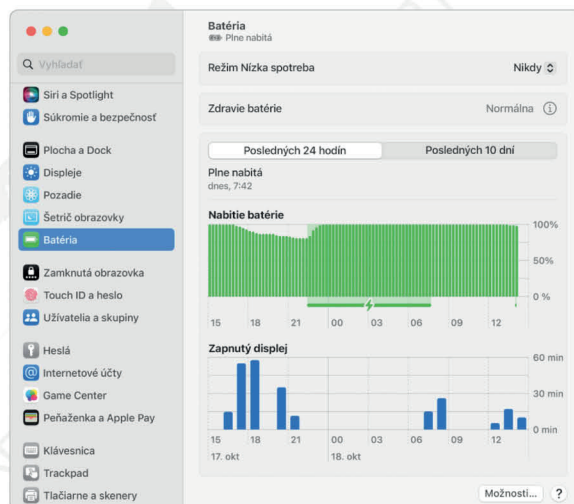 Batéria
Plne nabitá
Vyhľadať
Siri a Spotlight
Súkromie a bezpečnosť
Plocha a Dock
Displeje
Pozadie
Šetrič obrazovky
Batéria
Zamknutá obrazovka
Touch ID a heslo
Užívatelia a skupiny
Heslá
Internetové účty
Game Center
Peňaženka a Apple Pay
Klávesnica
Trackpad
Tlačiarne a skenery
Režim Nízka spotreba
Nikdy
Zdravie batérie
Normálna
Posledných 24 hodín
Posledných 10 dní
Plne nabitá
dnes, 7:42
Nabitie batérie
100%
50%
0 %
15 18 21 00 03 06 09 12
Zapnutý displej
60 min
30 min
0 min
15 18 21 00 03 06 09 12
17. okt 18. okt
Možnosti... ?